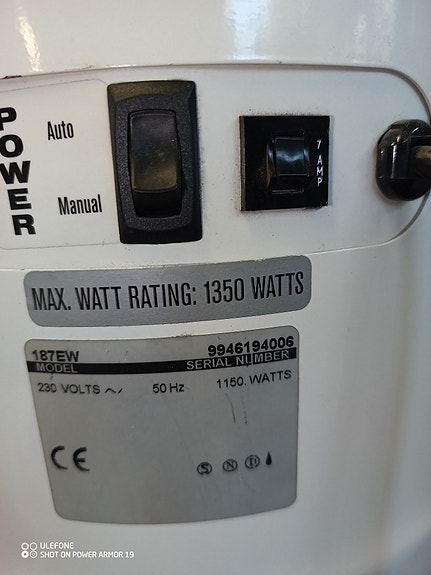 POWER
Auto
Manual
7 AMP
MAX. WATT RATING: 1350 WATTS
187EW 9946194006
MODEL SERIAL NUMBER
230 VOLTS 50 Hz 1150. WATTS
CE
S N D
ULEFONE
SHOT ON POWER ARMOR 19